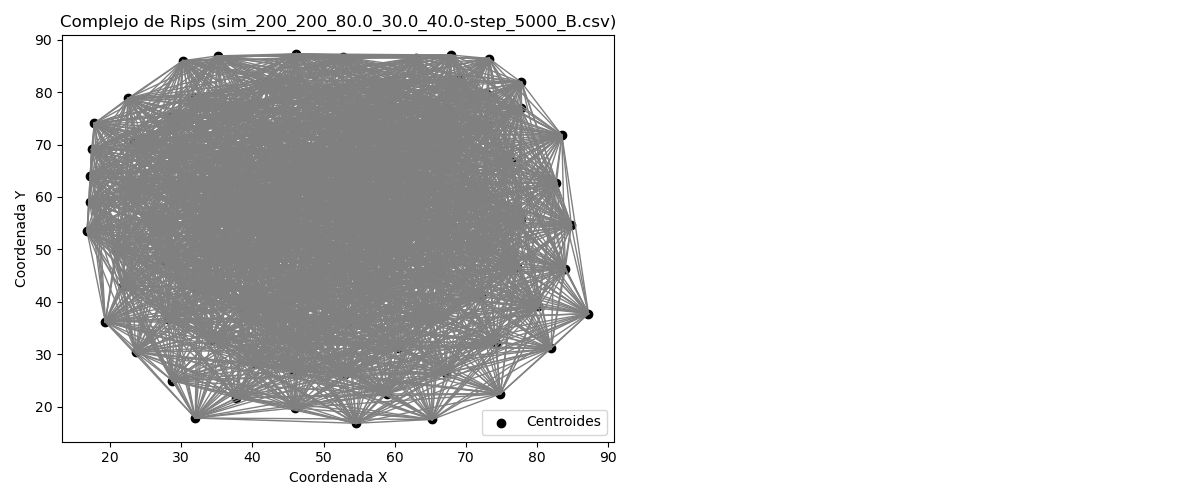 Complejo de Rips (sim_200_200_80.0_30.0_40.0-step_5000_B.csv)
90
80
70
60
50
40
30
20
Coordenada Y
Centroides
20 30 40 50 60 70 80 90
Coordenada X